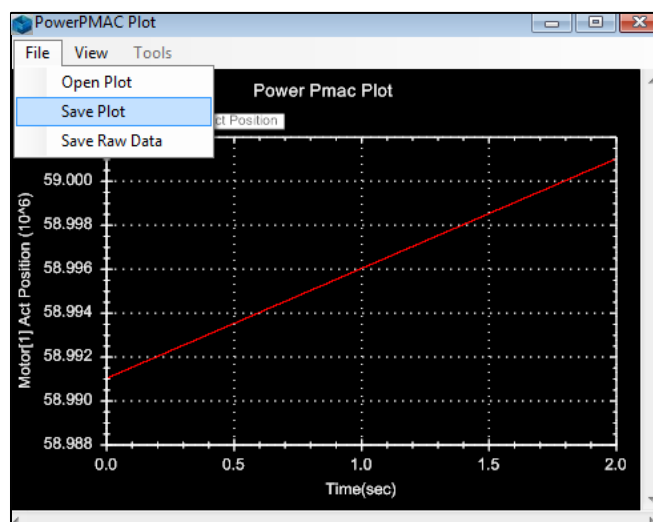 PowerPMAC Plot
File View Tools
Open Plot
Save Plot
Save Raw Data
Power Pmac Plot
ct Position
Motor[1] Act Position (10^6)
59.000
58.998
58.996
58.994
58.992
58.990
58.988
0.0 0.5 1.0 1.5 2.0
Time(sec)